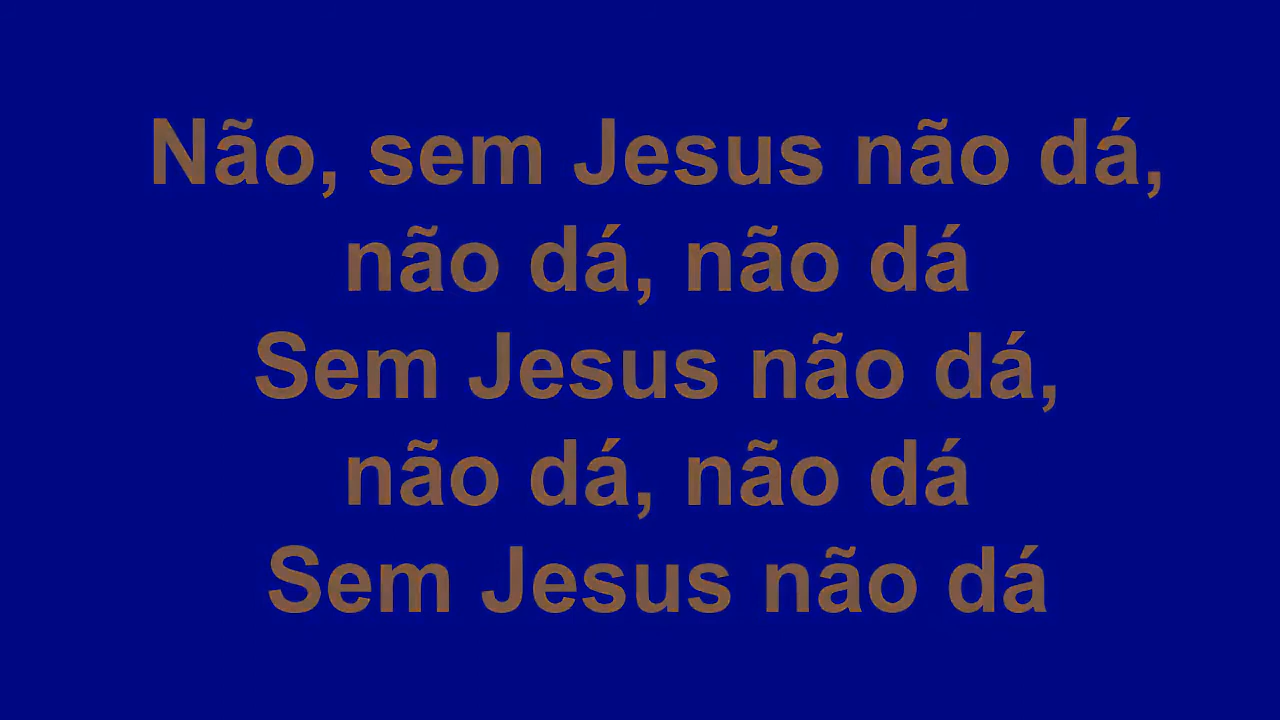 Não, sem Jesus não dá,
não dá, não dá
Sem Jesus não dá,
não dá, não dá
Sem Jesus não dá